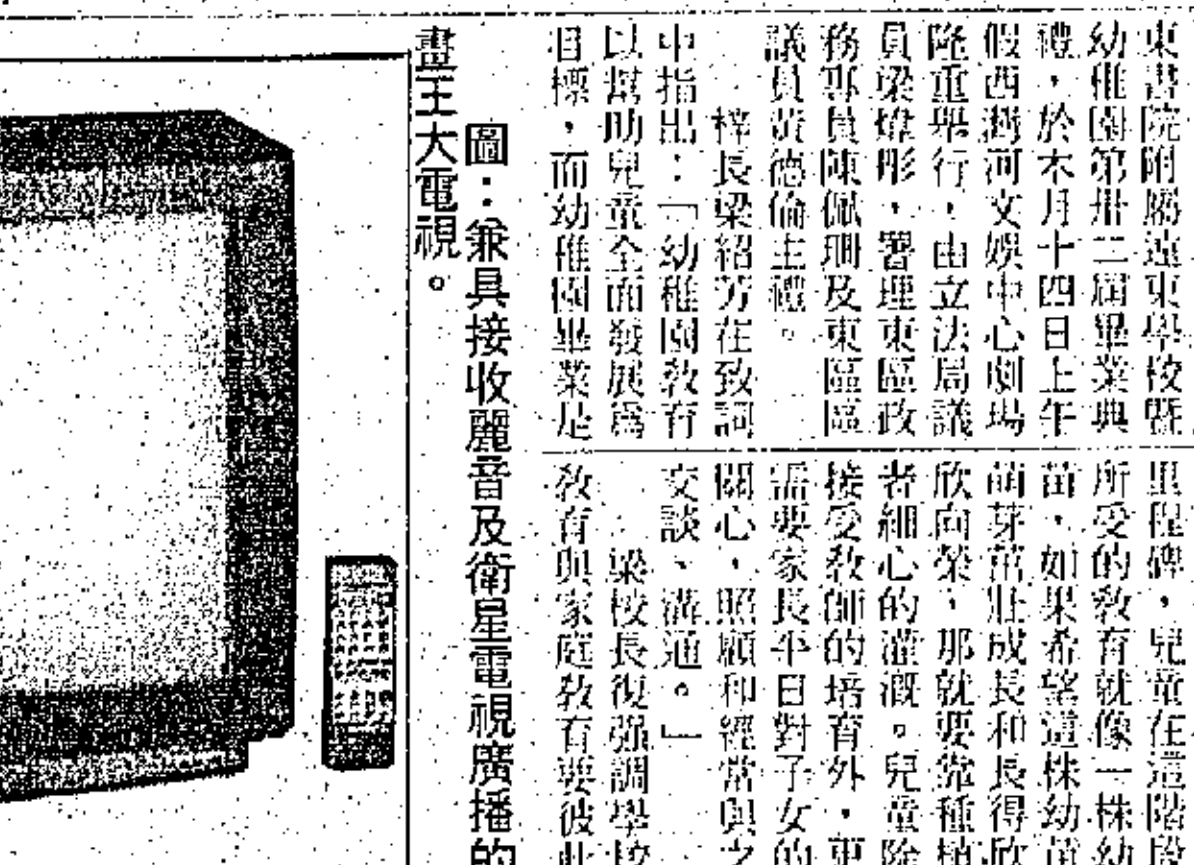 東書院附屬遠東學校暨
幼稚園第卅二屆畢業典
禮，於本月十四日上午
假西灣河文娛中心劇場
隆重舉行，由立法局議
員梁煒彤，署理東區政
務專員陳佩珊及東區區
議員黃德倫主禮。
梓長梁紹芳在致詞
中指出：「幼稚園教育
以幫助兒童全面發展為
目標，而幼稚園畢業是
里程碑，兒童在這階段
所受的教育就像一株幼
苗，如果希望這株幼苗
萌芽茁壯成長和長得欣
欣向榮，那就要靠種植
者細心的灌溉。兒童除
接受教師的培育外，更
需要家長平日對子女的
關心，照顧和經常與之
交談、溝通。」
梁校長復強調學校
教育與家庭教育要彼此
圖：兼具接收麗音及衛星電視廣播的
畫王大電視。